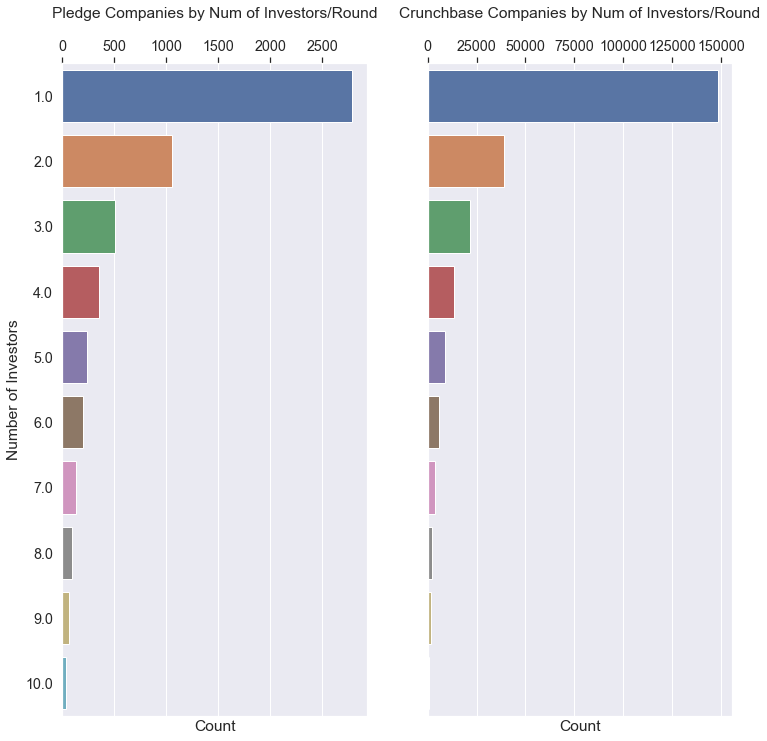 Pledge Companies by Num of Investors/Round
0 500 1000 1500 2000 2500
Number of Investors
1.0
2.0
3.0
4.0
5.0
6.0
7.0
8.0
9.0
10.0
Count
Crunchbase Companies by Num of Investors/Round
0 25000 50000 75000 100000 125000 150000
Count